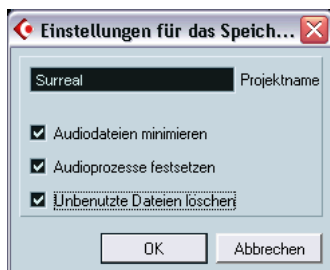 Einstellungen für das Speich...
Surreal Projektname
Audiodateien minimieren
Audioprozesse festsetzen
Unbenutzte Dateien löschen
OK Abbrechen